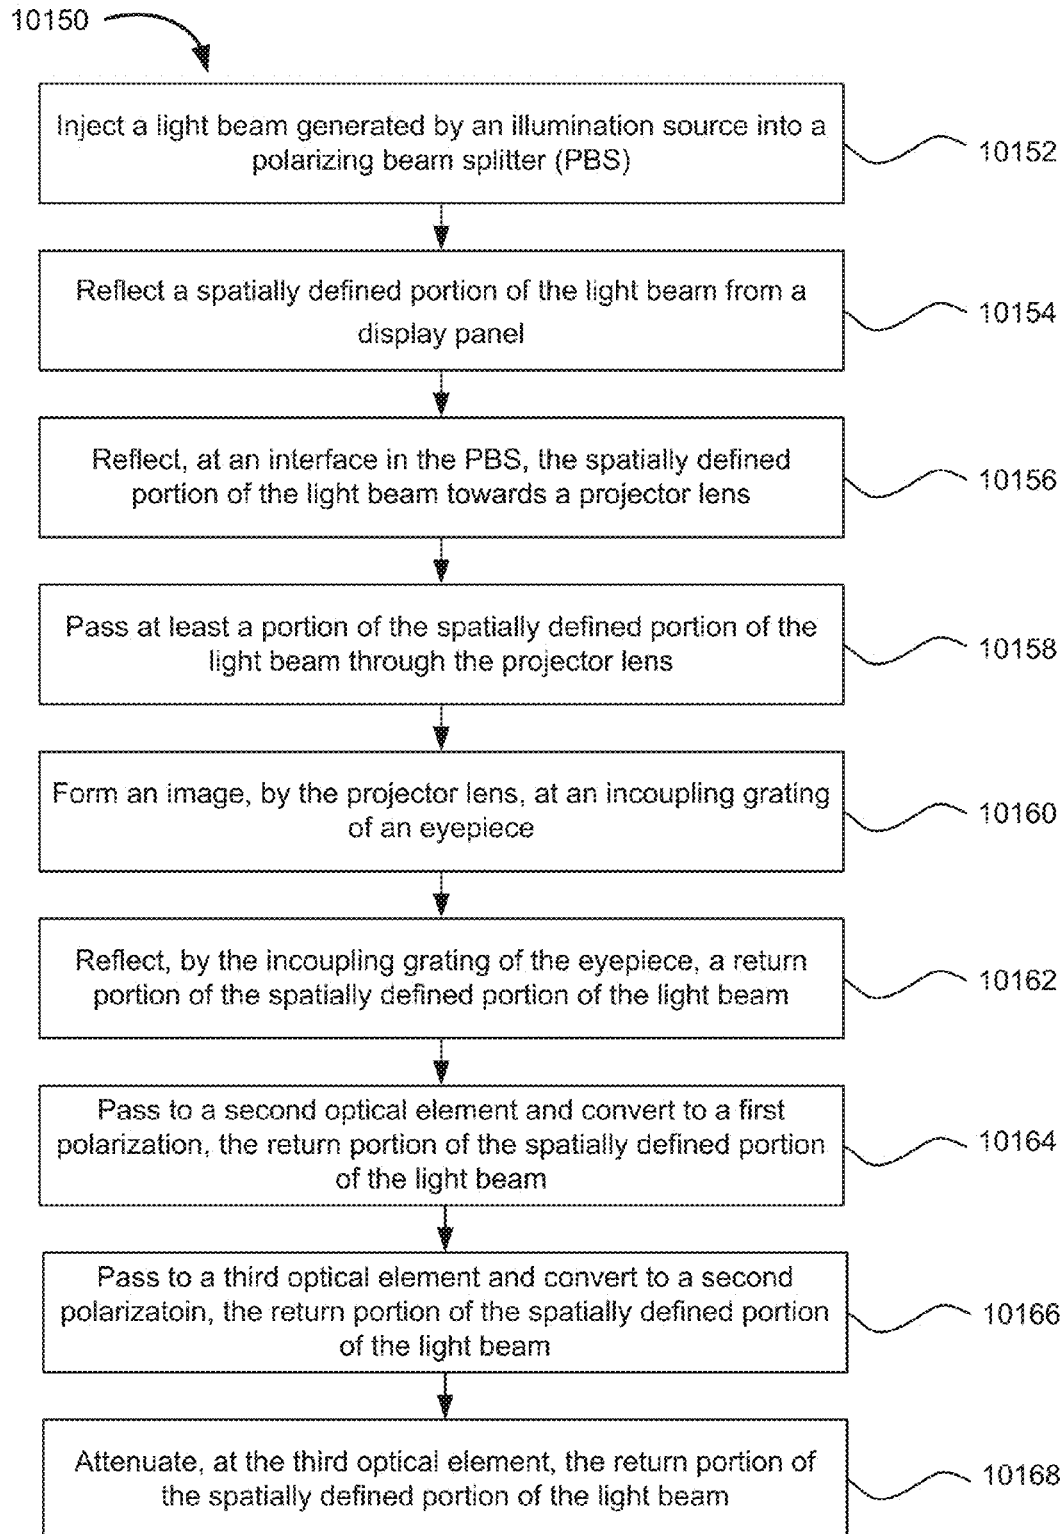 10150
Inject a light beam generated by an illumination source into a
polarizing beam splitter (PBS)
10152
Reflect a spatially defined portion of the light beam from a
display panel
10154
Reflect, at an interface in the PBS, the spatially defined
portion of the light beam towards a projector lens
10156
Pass at least a portion of the spatially defined portion of the
light beam through the projector lens
10158
Form an image, by the projector lens, at an incoupling grating
of an eyepiece
10160
Reflect, by the incoupling grating of the eyepiece, a return
portion of the spatially defined portion of the light beam
10162
Pass to a second optical element and convert to a first
polarization, the return portion of the spatially defined portion
of the light beam
10164
Pass to a third optical element and convert to a second
polarizatoin, the return portion of the spatially defined portion
of the light beam
10166
Attenuate, at the third optical element, the return portion of
the spatially defined portion of the light beam
10168